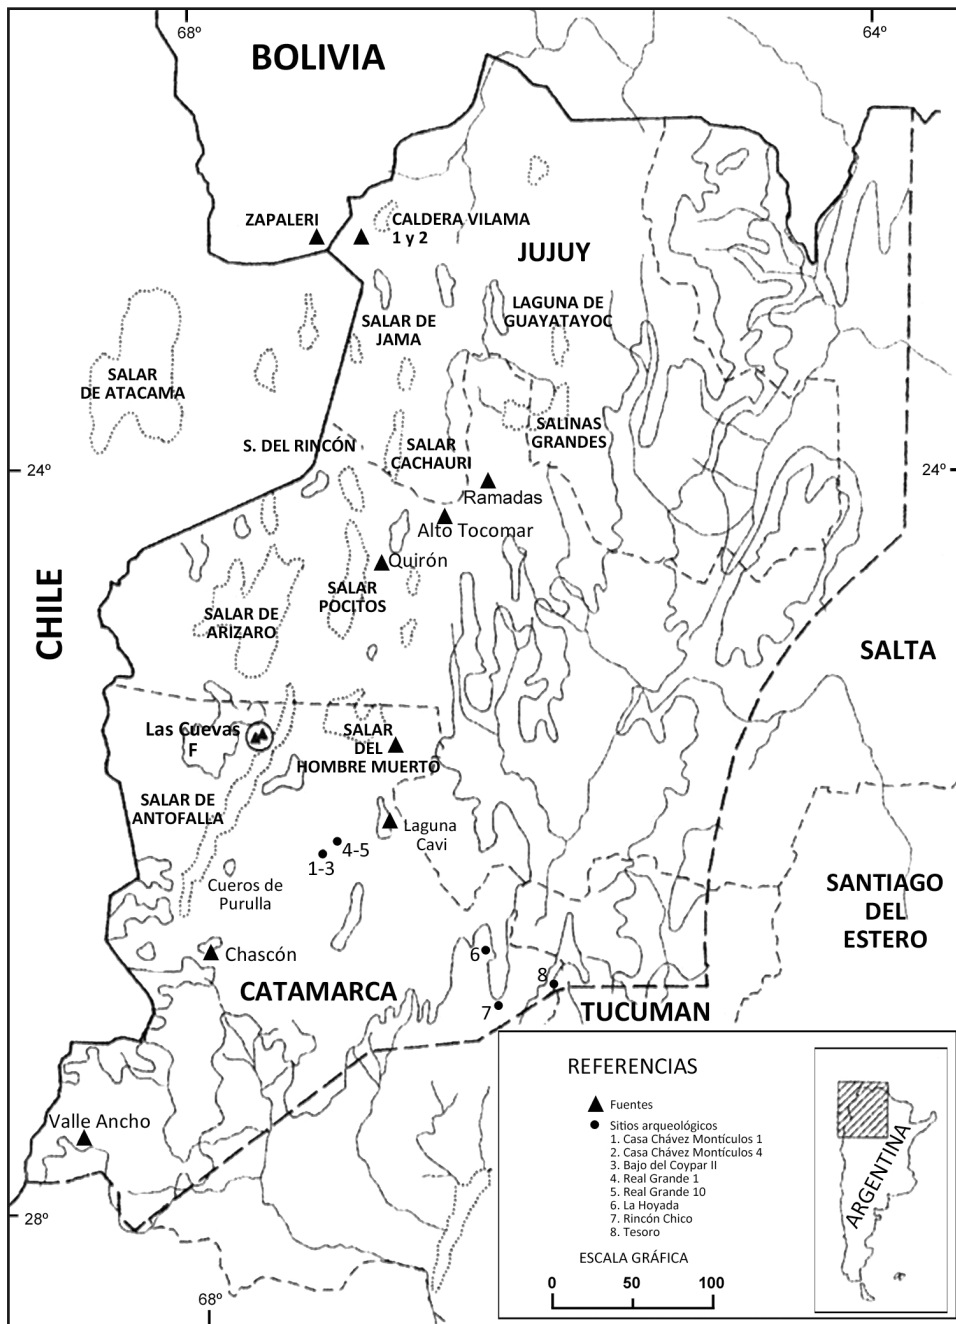 68º
64º
BOLIVIA
ZAPALERI
CALDERA VILAMA
1 y 2
JUJUY
LAGUNA DE
GUAYATAYOC
SALAR DE
JAMA
SALAR
DE ATACAMA
SALINAS
GRANDES
S. DEL RINCÓN
SALAR
CACHAURI
24º
24º
Ramadas
Alto Tocomar
Quirón
CHILE
SALAR
POCITOS
SALAR DE
ARIZARO
SALTA
Las Cuevas
F
SALAR
DEL
HOMBRE MUERTO
SALAR DE
ANTOFALLA
Laguna
Cavi
4-5
1-3
Cueros de
Purulla
SANTIAGO
DEL
ESTERO
Chascón
6
8
CATAMARCA
7
TUCUMAN
Valle Ancho
28º
68º
REFERENCIAS
Fuentes
Sitios arqueológicos
1. Casa Chávez Montículos 1
2. Casa Chávez Montículos 4
3. Bajo del Coypar II
4. Real Grande 1
5. Real Grande 10
6. La Hoyada
7. Rincón Chico
8. Tesoro
ESCALA GRÁFICA
0 50 100
ARGENTINA